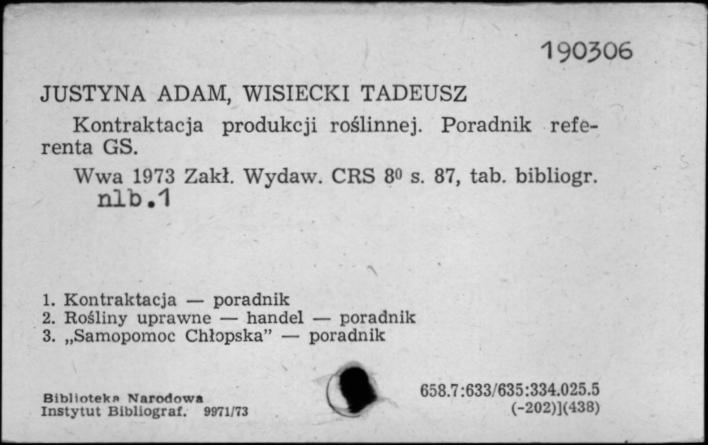 190306
JUSTYNA ADAM, WISIECKI TADEUSZ
Kontraktacja produkcji roślinnej. Poradnik refe-
renta GS.
Wwa 1973 Zakł. Wydaw. CRS 8⁰ s. 87, tab. bibliogr.
nlb.1
1. Kontraktacja — poradnik
2. Rośliny uprawne — handel — poradnik
3. „Samopomoc Chłopska” — poradnik
Biblioteka Narodowa
Instytut Bibliograf. 9971/73
658.7:633/635:334.025.5
(-202)](438)